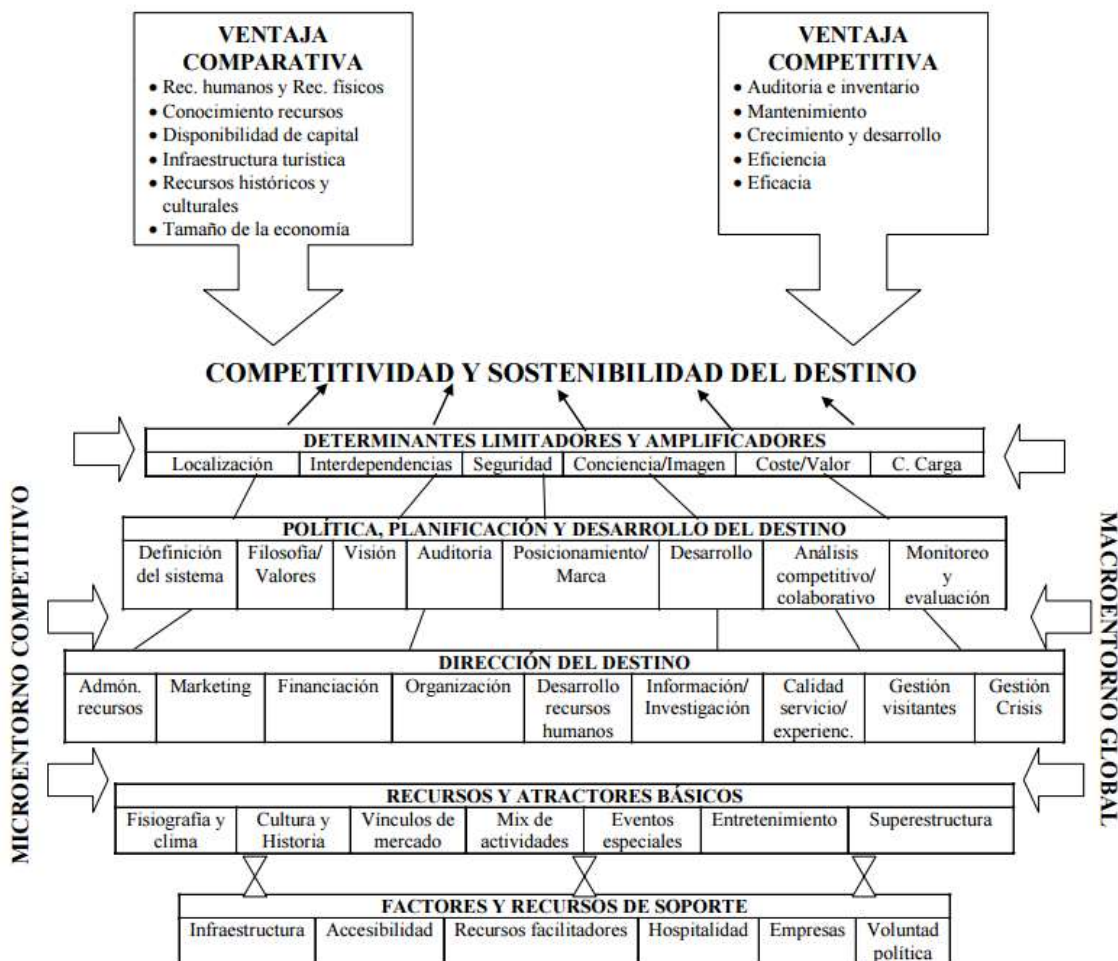 VENTAJA
COMPARATIVA
• Rec. humanos y Rec. físicos
• Conocimiento recursos
• Disponibilidad de capital
• Infraestructura turística
• Recursos históricos y
culturales
• Tamaño de la economía
VENTAJA
COMPETITIVA
• Auditoria e inventario
• Mantenimiento
• Crecimiento y desarrollo
• Eficiencia
• Eficacia
COMPETITIVIDAD Y SOSTENIBILIDAD DEL DESTINO
MICROENTORNO COMPETITIVO
DETERMINANTES LIMITADORES Y AMPLIFICADORES
Localización Interdependencias Seguridad Conciencia/Imagen Coste/Valor C. Carga
POLÍTICA, PLANIFICACIÓN Y DESARROLLO DEL DESTINO
Definición
del sistema
Filosofía/
Valores
Visión
Auditoría
Posicionamiento/
Marca
Desarrollo
Análisis
competitivo/
colaborativo
Monitoreo
y
evaluación
DIRECCIÓN DEL DESTINO
Admón.
recursos
Marketing
Financiación
Organización
Desarrollo
recursos
humanos
Información/
Investigación
Calidad
servicio/
experienc.
Gestión
visitantes
Gestión
Crisis
RECURSOS Y ATRACTORES BÁSICOS
Fisiografía y
clima
Cultura y
Historia
Vínculos de
mercado
Mix de
actividades
Eventos
especiales
Entretenimiento
Superestructura
FACTORES Y RECURSOS DE SOPORTE
Infraestructura
Accesibilidad
Recursos facilitadores
Hospitalidad
Empresas
Voluntad
política
MACROENTORNO GLOBAL